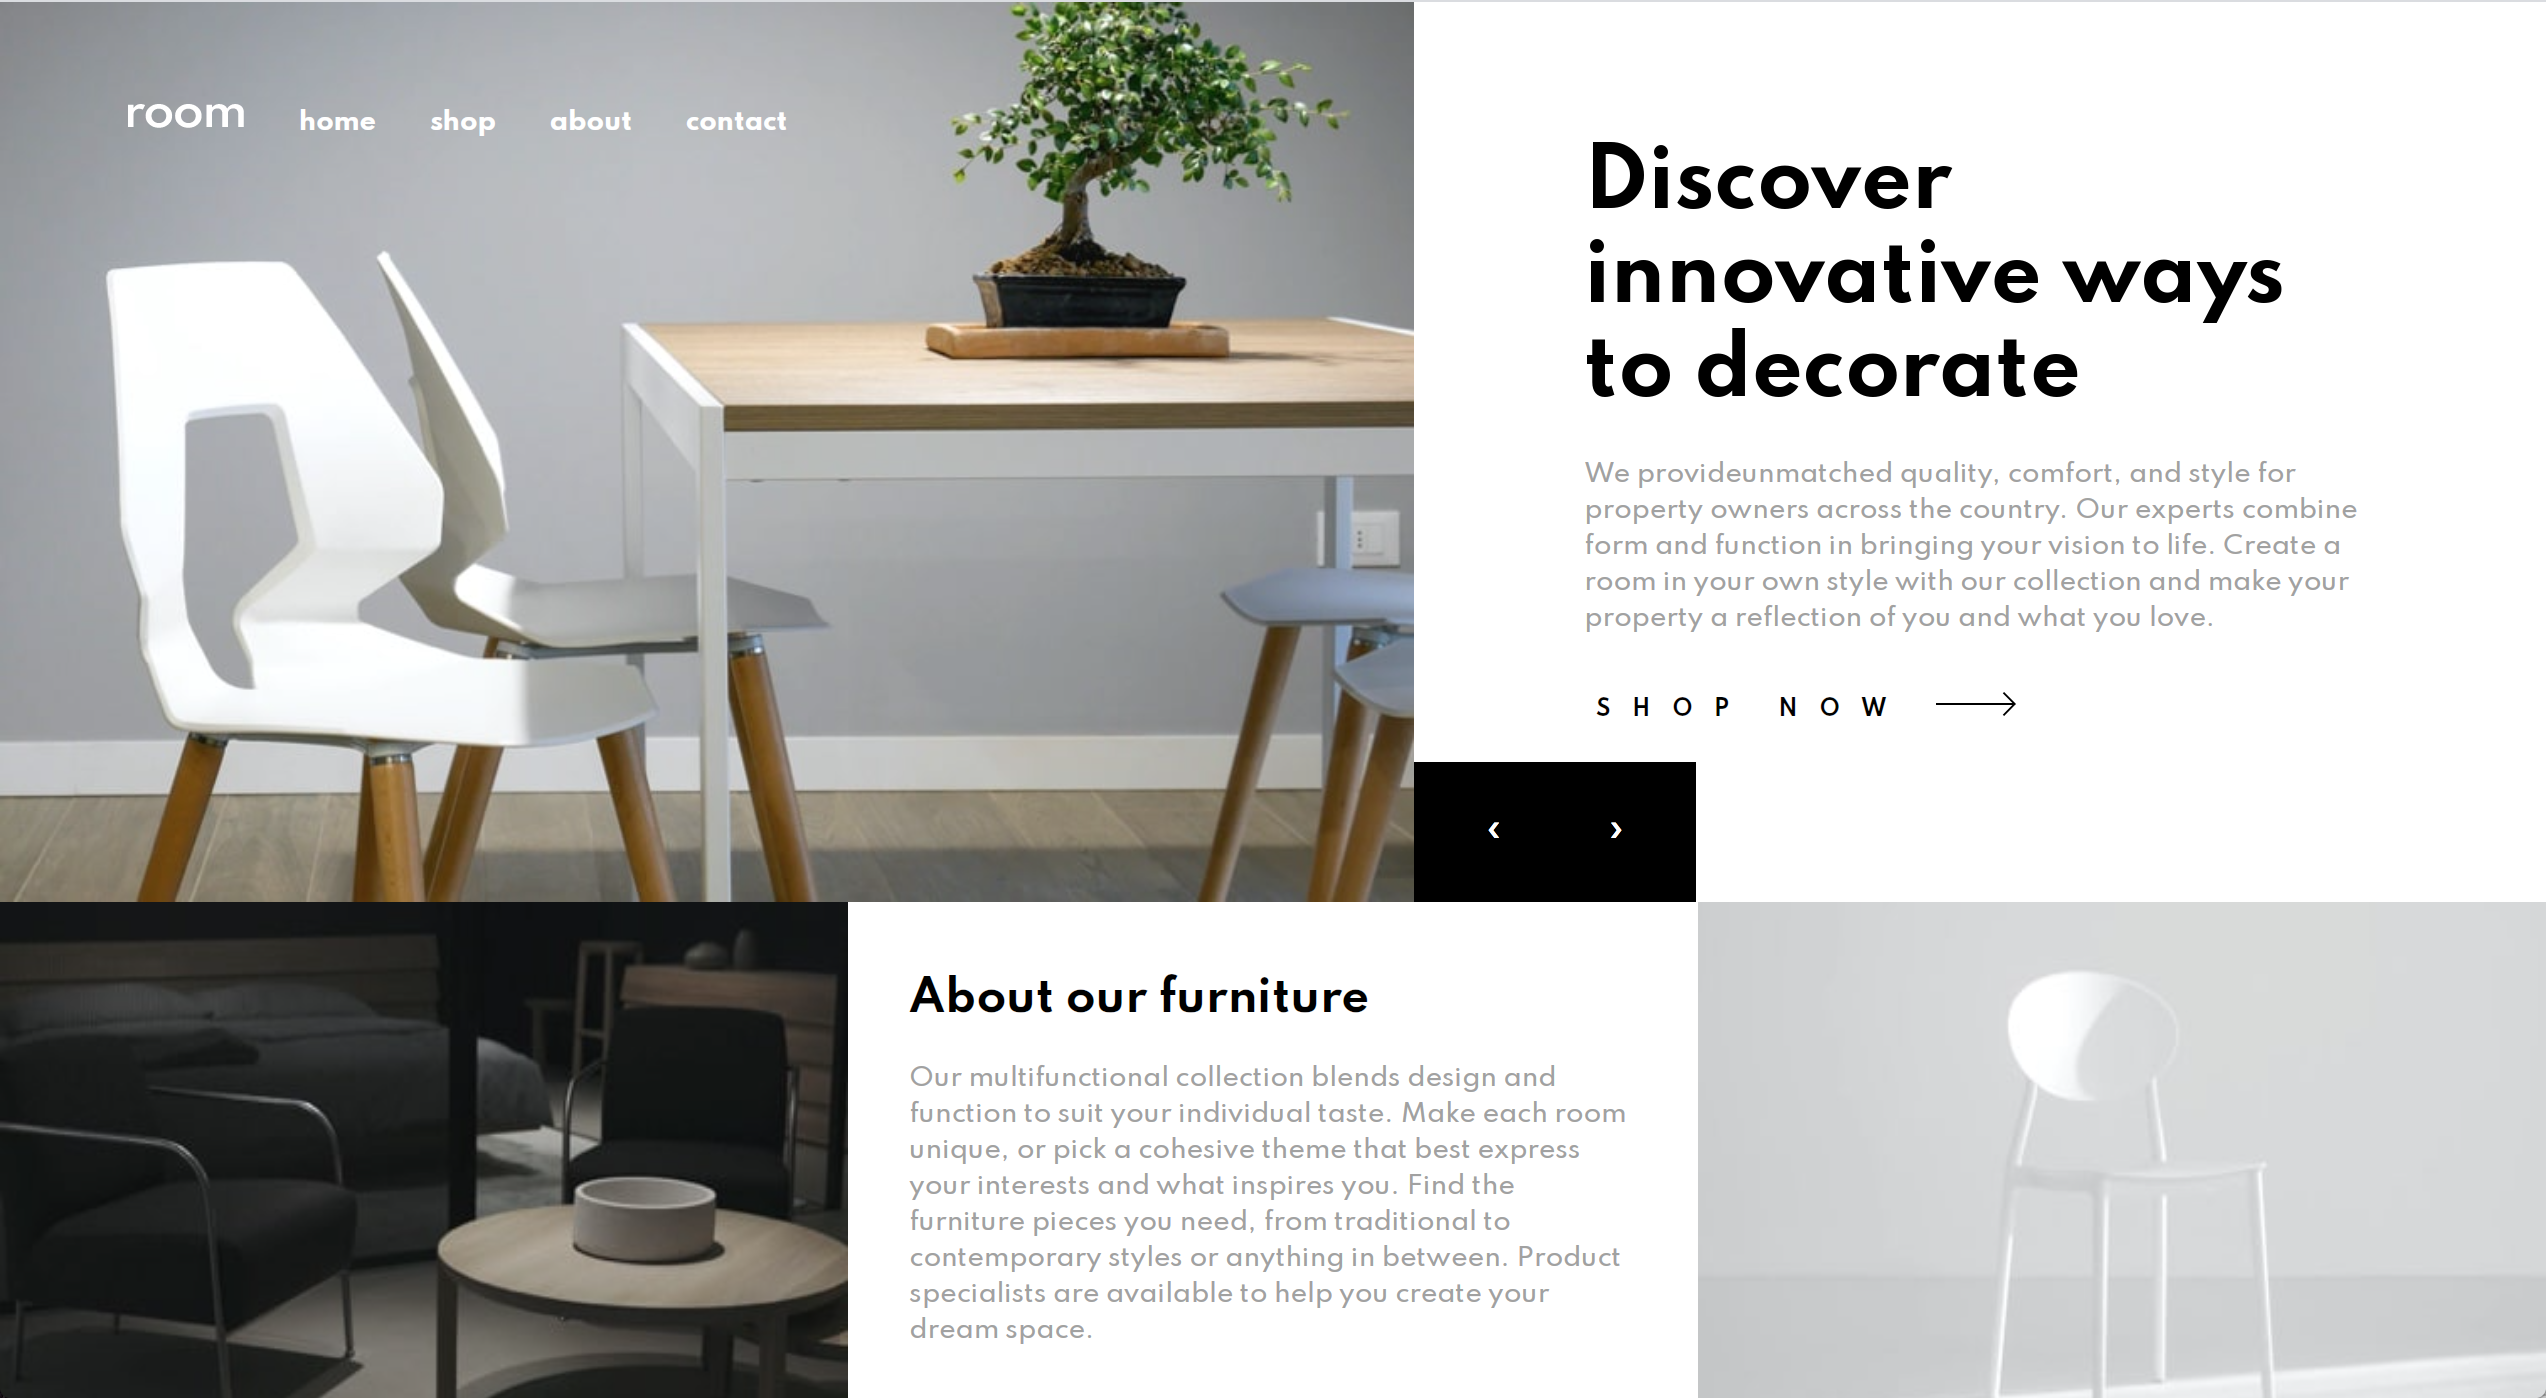 room home shop about contact
Discover
innovative ways
to decorate
We provideunmatched quality, comfort, and style for
property owners across the country. Our experts combine
form and function in bringing your vision to life. Create a
room in your own style with our collection and make your
property a reflection of you and what you love.
SHOP NOW
About our furniture
Our multifunctional collection blends design and
function to suit your individual taste. Make each room
unique, or pick a cohesive theme that best express
your interests and what inspires you. Find the
furniture pieces you need, from traditional to
contemporary styles or anything in between. Product
specialists are available to help you create your
dream space.